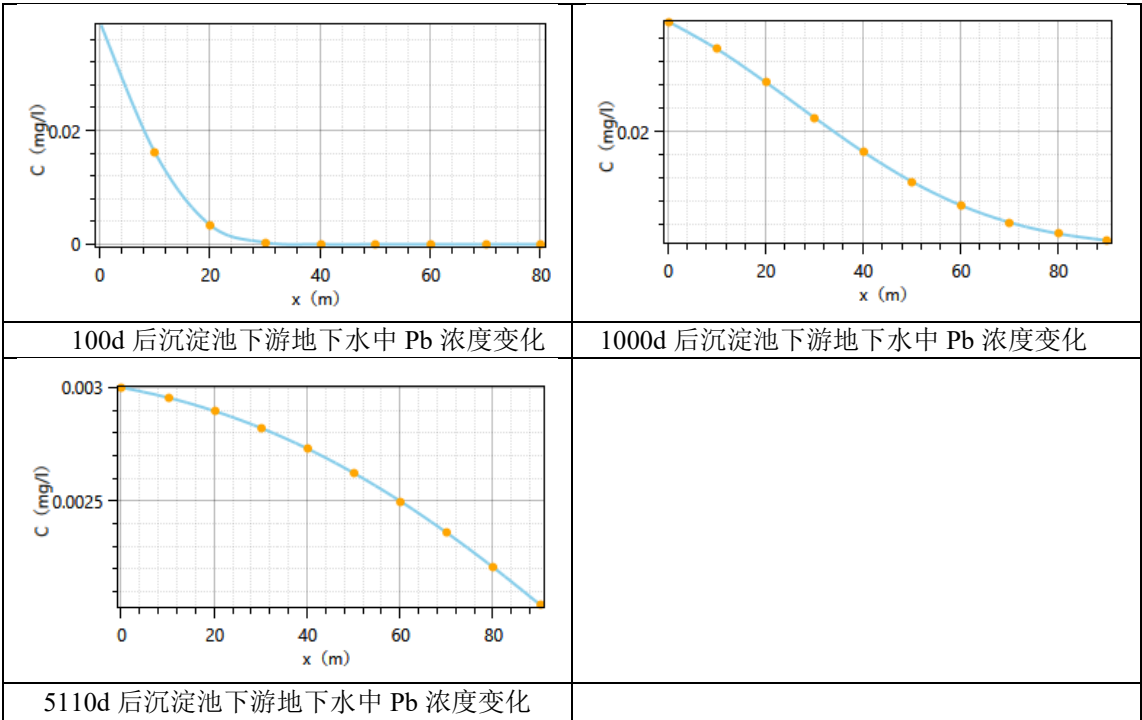 C（mg/l）
0.02
0
0 20 40 60 80
x（m）
C（mg/l）
0.02
0 20 40 60 80
x（m）
100d 后沉淀池下游地下水中 Pb 浓度变化
1000d 后沉淀池下游地下水中 Pb 浓度变化
0.003
C（mg/l）
0.0025
0 20 40 60 80
x（m）
5110d 后沉淀池下游地下水中 Pb 浓度变化